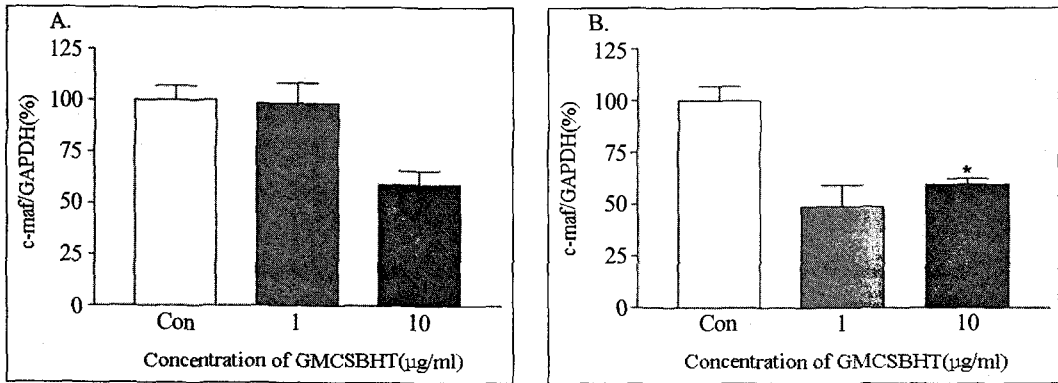 A.
c-maf/GAPDH(%)
125
100
75
50
25
0
Con 1 10
Concentration of GMCSBHT(µg/ml)
B.
c-maf/GAPDH(%)
125
100
75
50
25
0
*
Con 1 10
Concentration of GMCSBHT(µg/ml)